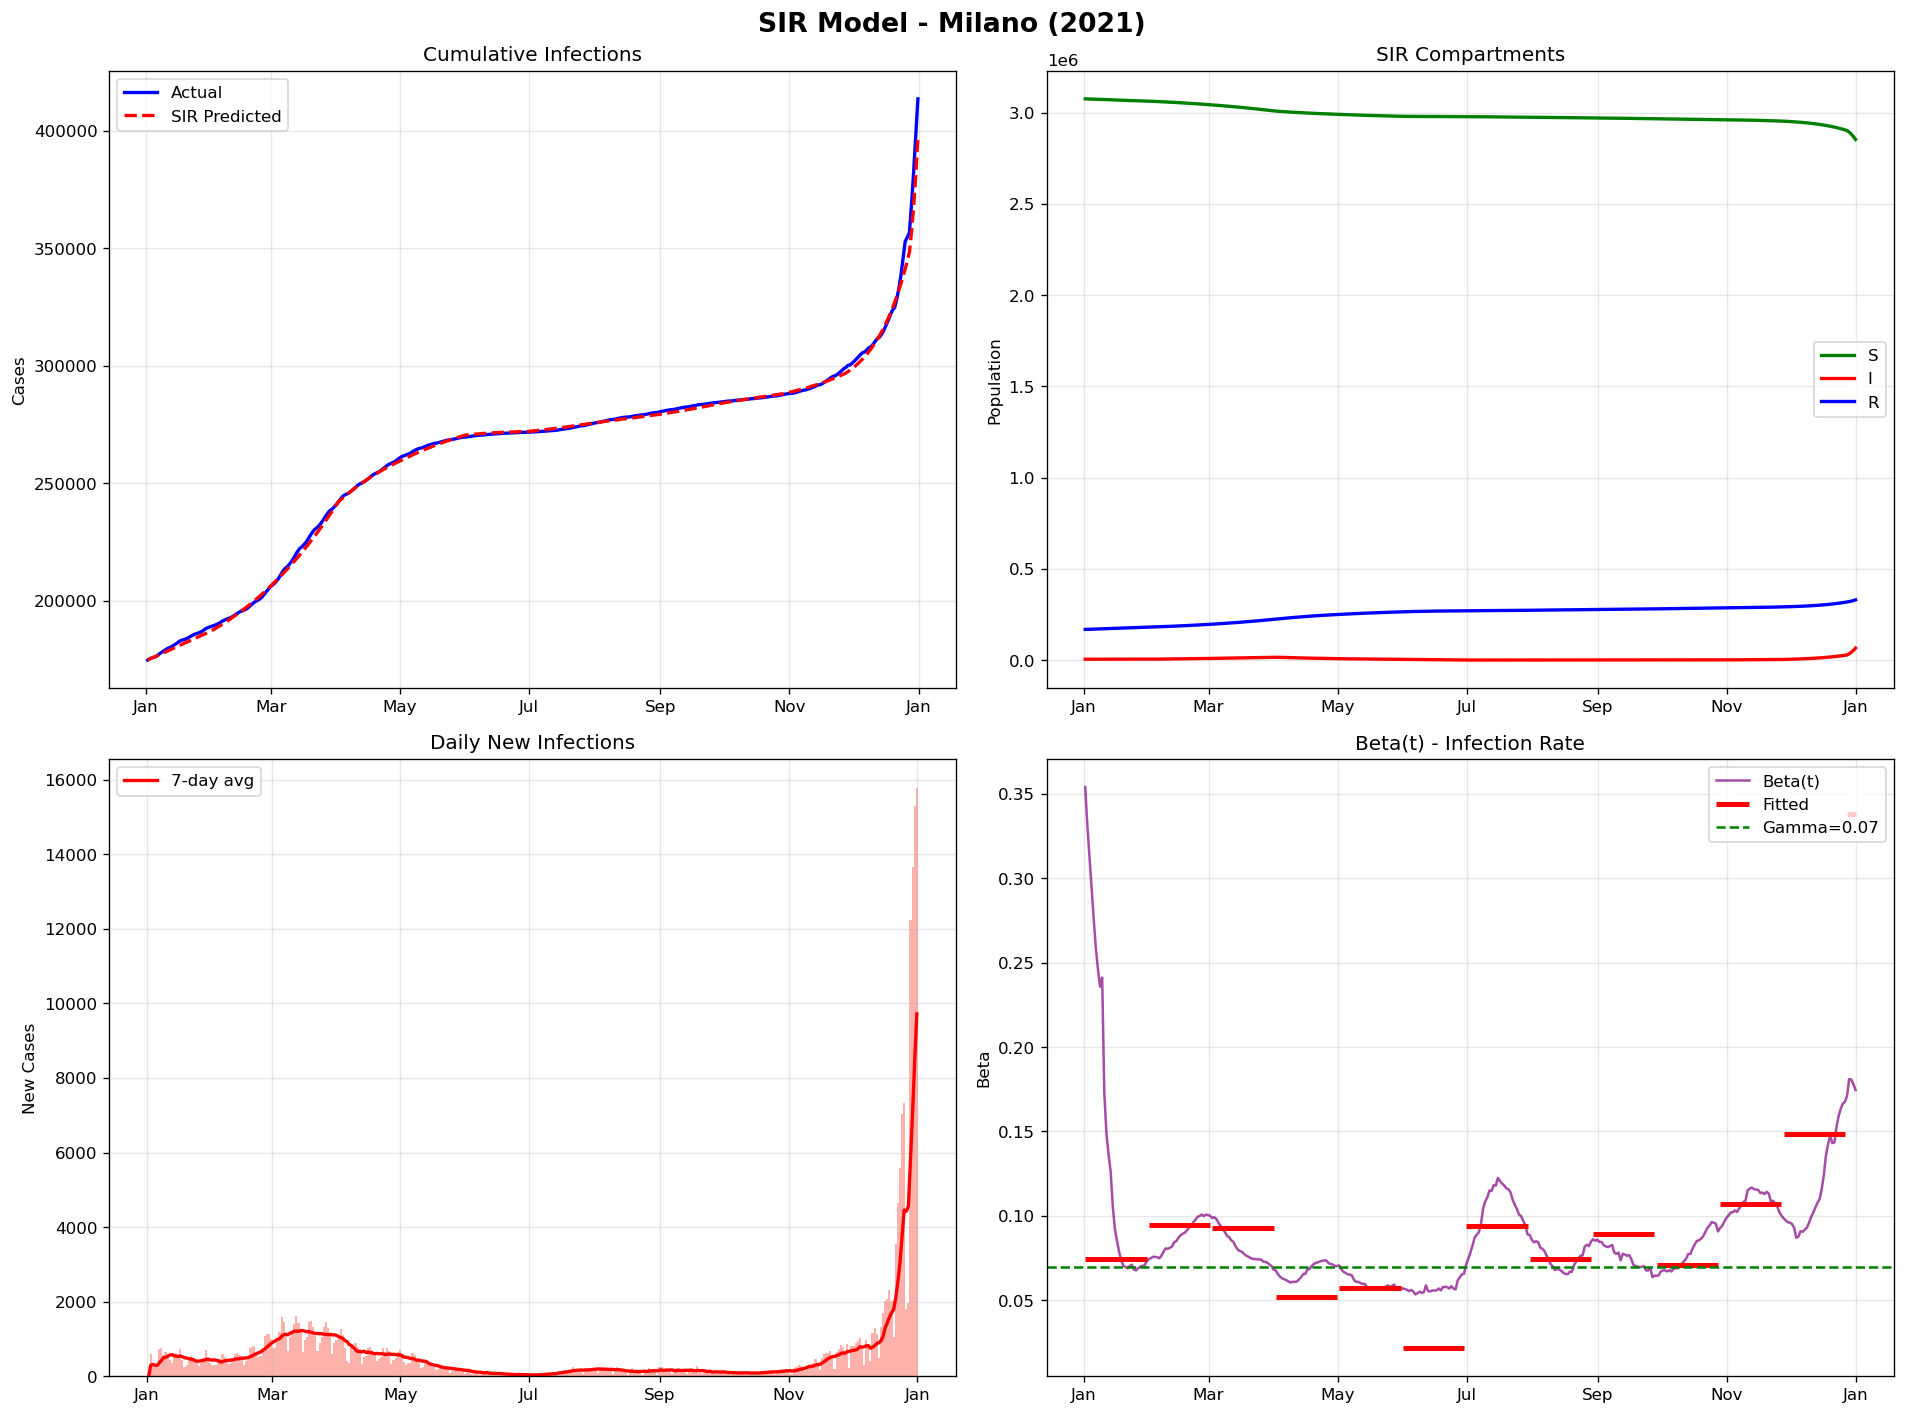 SIR Model - Milano (2021)
Cumulative Infections
Cases
400000
350000
300000
250000
200000
Actual
SIR Predicted
Jan Mar May Jul Sep Nov Jan
SIR Compartments
1e6
Population
3.0
2.5
2.0
1.5
1.0
0.5
0.0
S
I
R
Jan Mar May Jul Sep Nov Jan
Daily New Infections
New Cases
16000
14000
12000
10000
8000
6000
4000
2000
0
7-day avg
Jan Mar May Jul Sep Nov Jan
Beta(t) - Infection Rate
Beta
0.35
0.30
0.25
0.20
0.15
0.10
0.05
Beta(t)
Fitted
Gamma=0.07
Jan Mar May Jul Sep Nov Jan